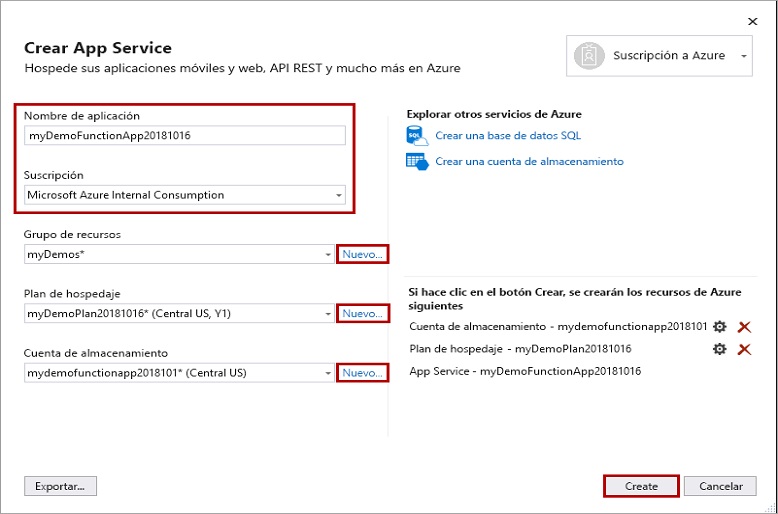 Crear App Service
Hospede sus aplicaciones móviles y web, API REST y mucho más en Azure
Suscripción a Azure
Nombre de aplicación
myDemoFunctionApp20181016
Suscripción
Microsoft Azure Internal Consumption
Grupo de recursos
myDemos*
Nuevo...
Plan de hospedaje
myDemoPlan20181016* (Central US, Y1)
Nuevo...
Cuenta de almacenamiento
mydemofunctionapp2018101* (Central US)
Nuevo...
Explorar otros servicios de Azure
SQL
Crear una base de datos SQL
Crear una cuenta de almacenamiento
Si hace clic en el botón Crear, se crearán los recursos de Azure
siguientes
Cuenta de almacenamiento - mydemofunctionapp2018101
Plan de hospedaje - myDemoPlan20181016
App Service - myDemoFunctionApp20181016
Exportar...
Create
Cancelar